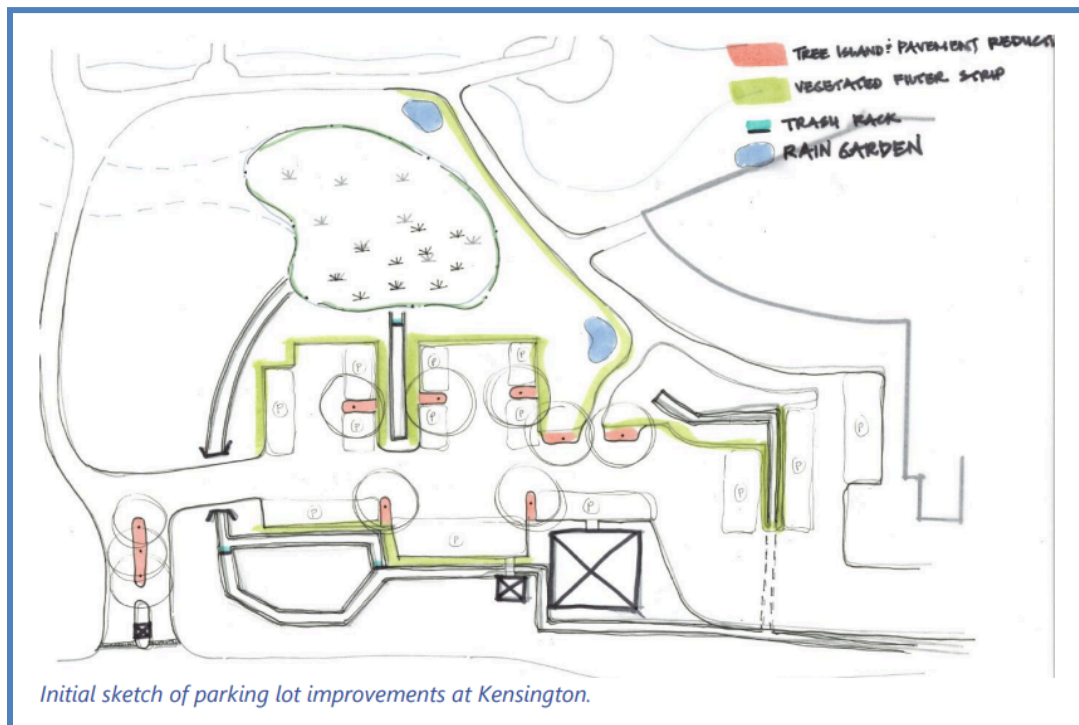 TREE ISLAND & PAVEMENT REDUCT
VEGETATED FILTER STRIP
TRASH RACK
RAIN GARDEN
P
P
P
P
P
P
P
P
P
P
P
P
P
Initial sketch of parking lot improvements at Kensington.